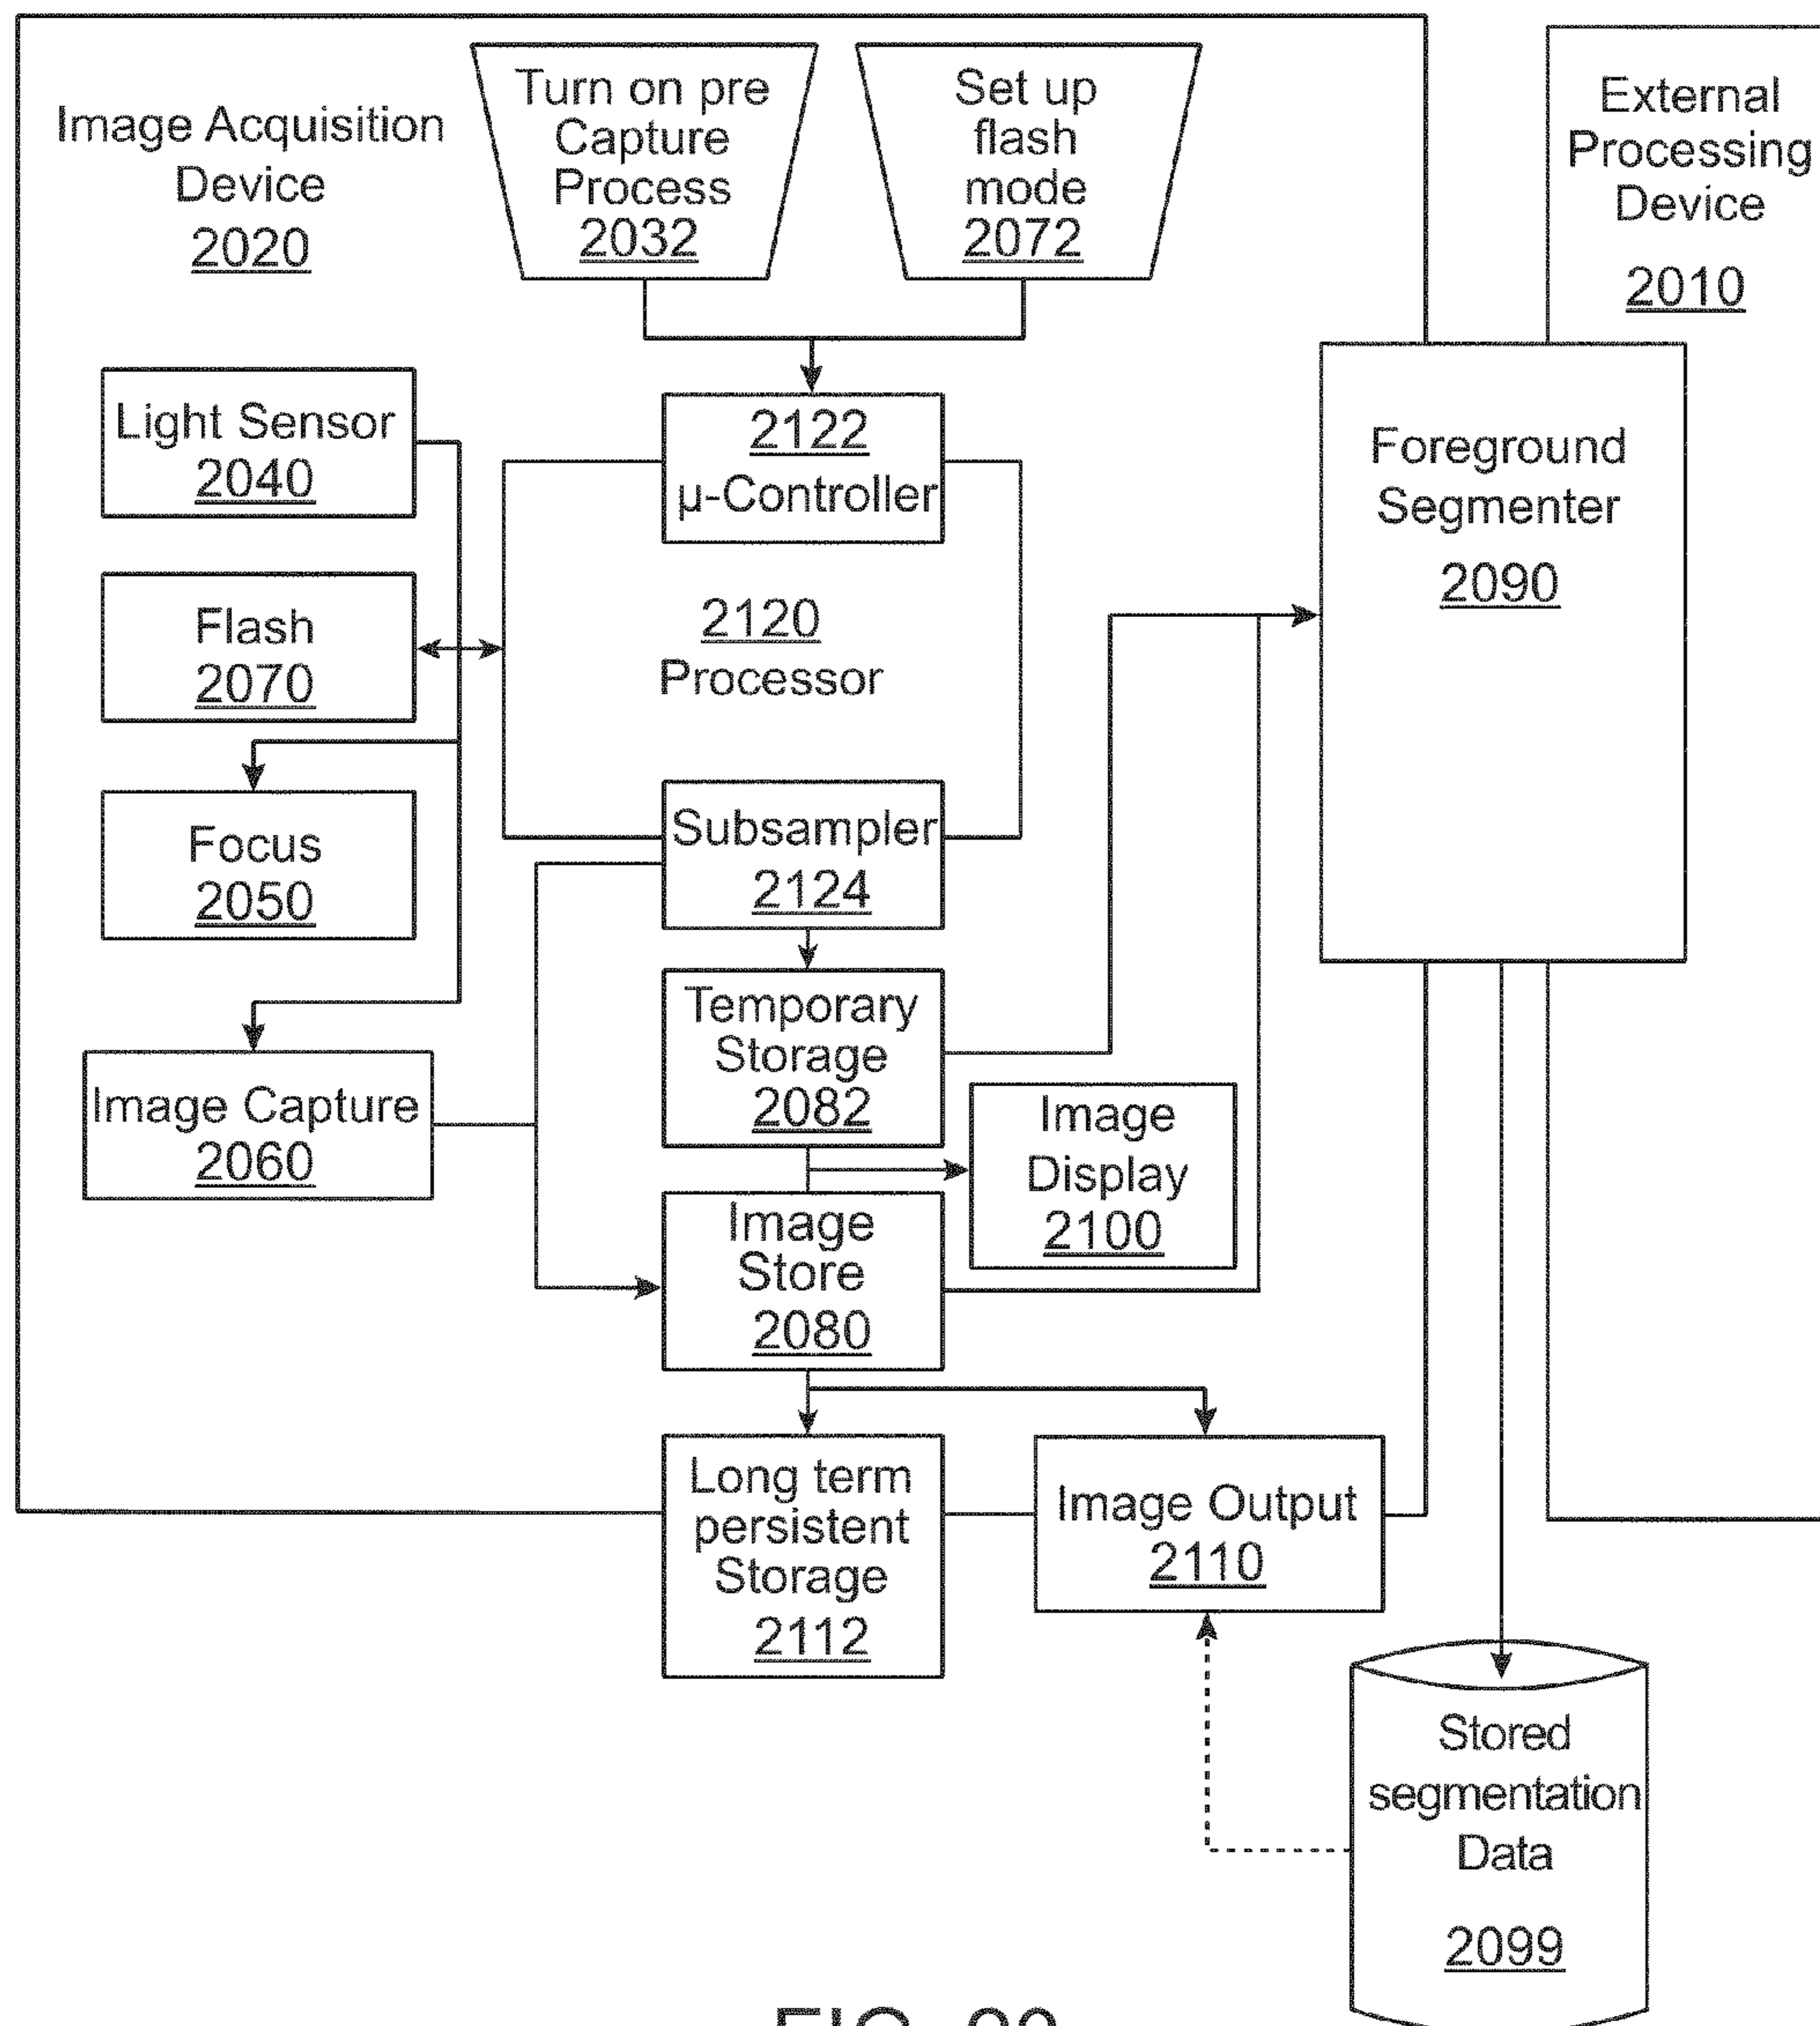 Image Acquisition
Device
2020
Turn on pre
Capture
Process
2032
Set up
flash
mode
2072
External
Processing
Device
2010
Light Sensor
2040
2122
µ-Controller
Foreground
Segmenter
2090
Flash
2070
2120
Processor
Focus
2050
Subsampler
2124
Temporary
Storage
2082
Image Capture
2060
Image
Display
2100
Image
Store
2080
Long term
persistent
Storage
2112
Image Output
2110
Stored
segmentation
Data
2099